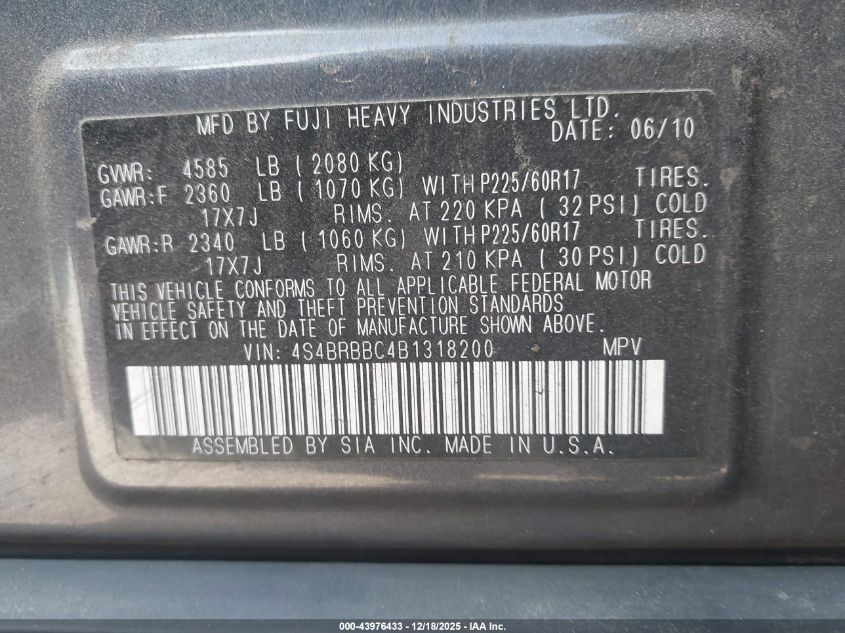 MFD BY FUJI HEAVY INDUSTRIES LTD.
DATE: 06/10
GVWR: 4585 LB ( 2080 KG)
GAWR:F 2360 LB ( 1070 KG) WITH P225/60R17 TIRES.
17X7J RIMS. AT 220 KPA ( 32 PSI) COLD
GAWR:R 2340 LB ( 1060 KG) WITH P225/60R17 TIRES.
17X7J RIMS. AT 210 KPA ( 30 PSI) COLD
THIS VEHICLE CONFORMS TO ALL APPLICABLE FEDERAL MOTOR
VEHICLE SAFETY AND THEFT PREVENTION STANDARDS
IN EFFECT ON THE DATE OF MANUFACTURE SHOWN ABOVE.
VIN: 4S4BRBBC4B1318200 MPV
ASSEMBLED BY SIA INC. MADE IN U.S.A.
000-43976433 - 12/18/2025 - IAA Inc.